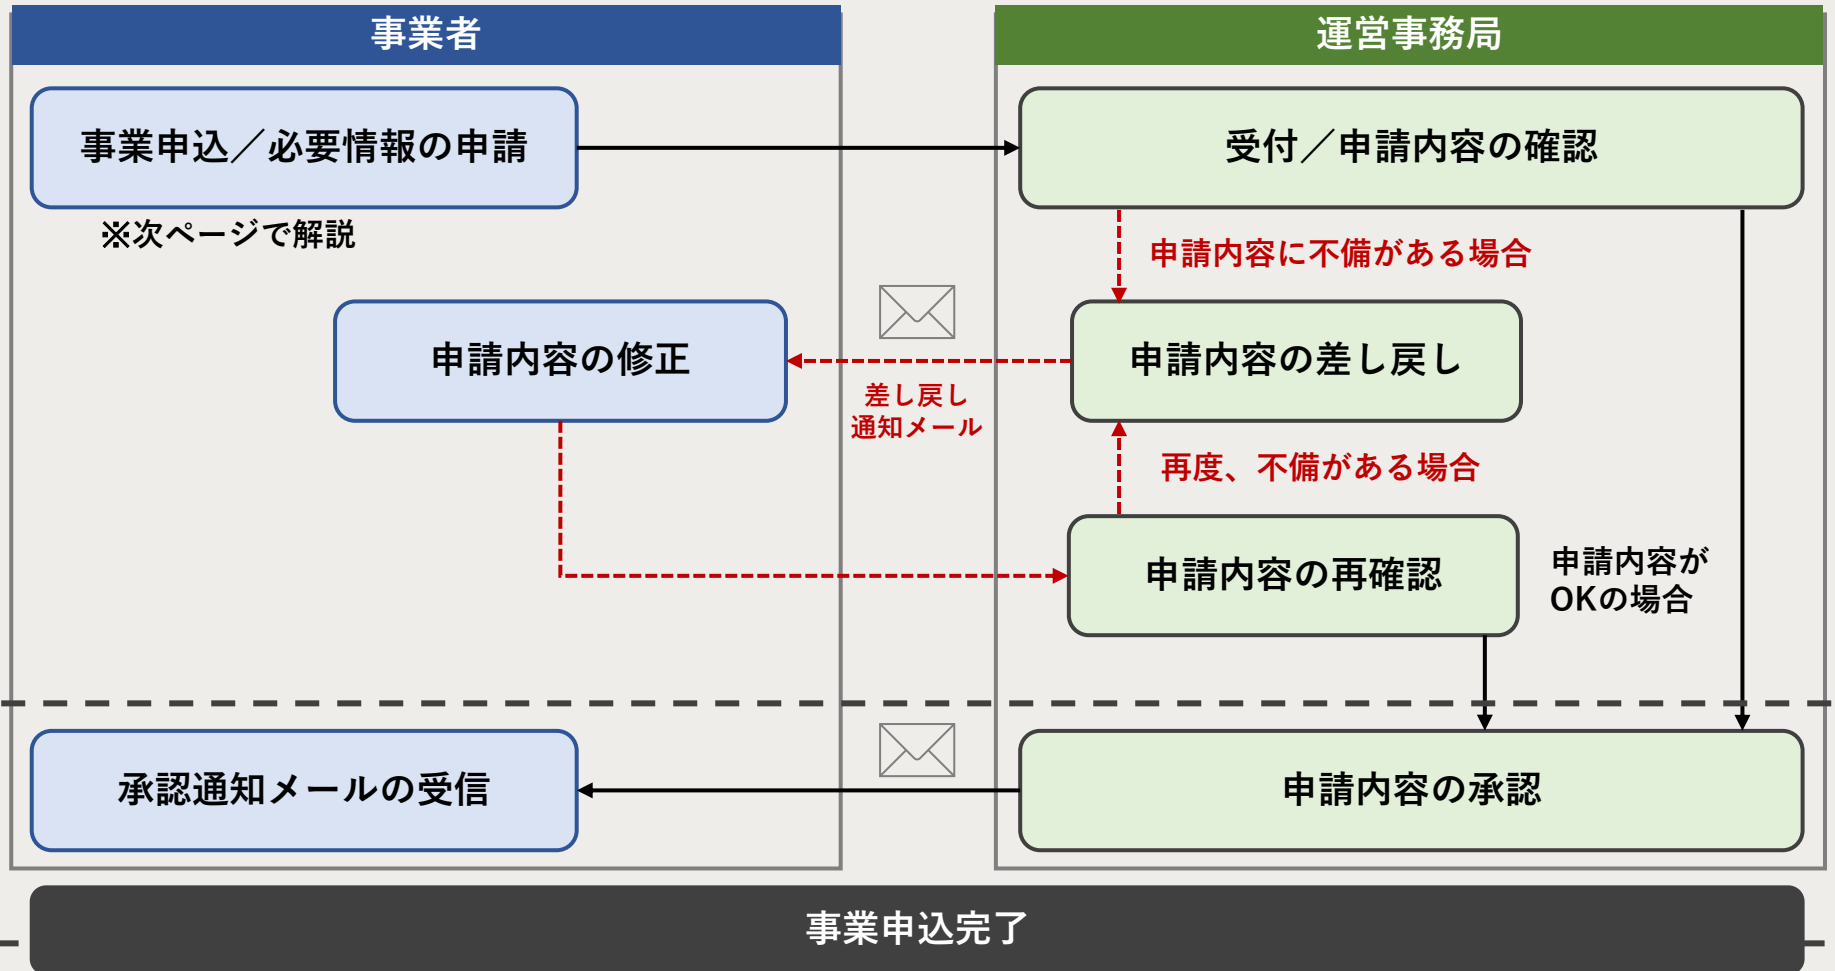 事業者
運営事務局
事業申込／必要情報の申請
受付／申請内容の確認
※次ページで解説
申請内容に不備がある場合
申請内容の修正
申請内容の差し戻し
差し戻し
通知メール
再度、不備がある場合
申請内容の再確認
申請内容が
OKの場合
承認通知メールの受信
申請内容の承認
事業申込完了